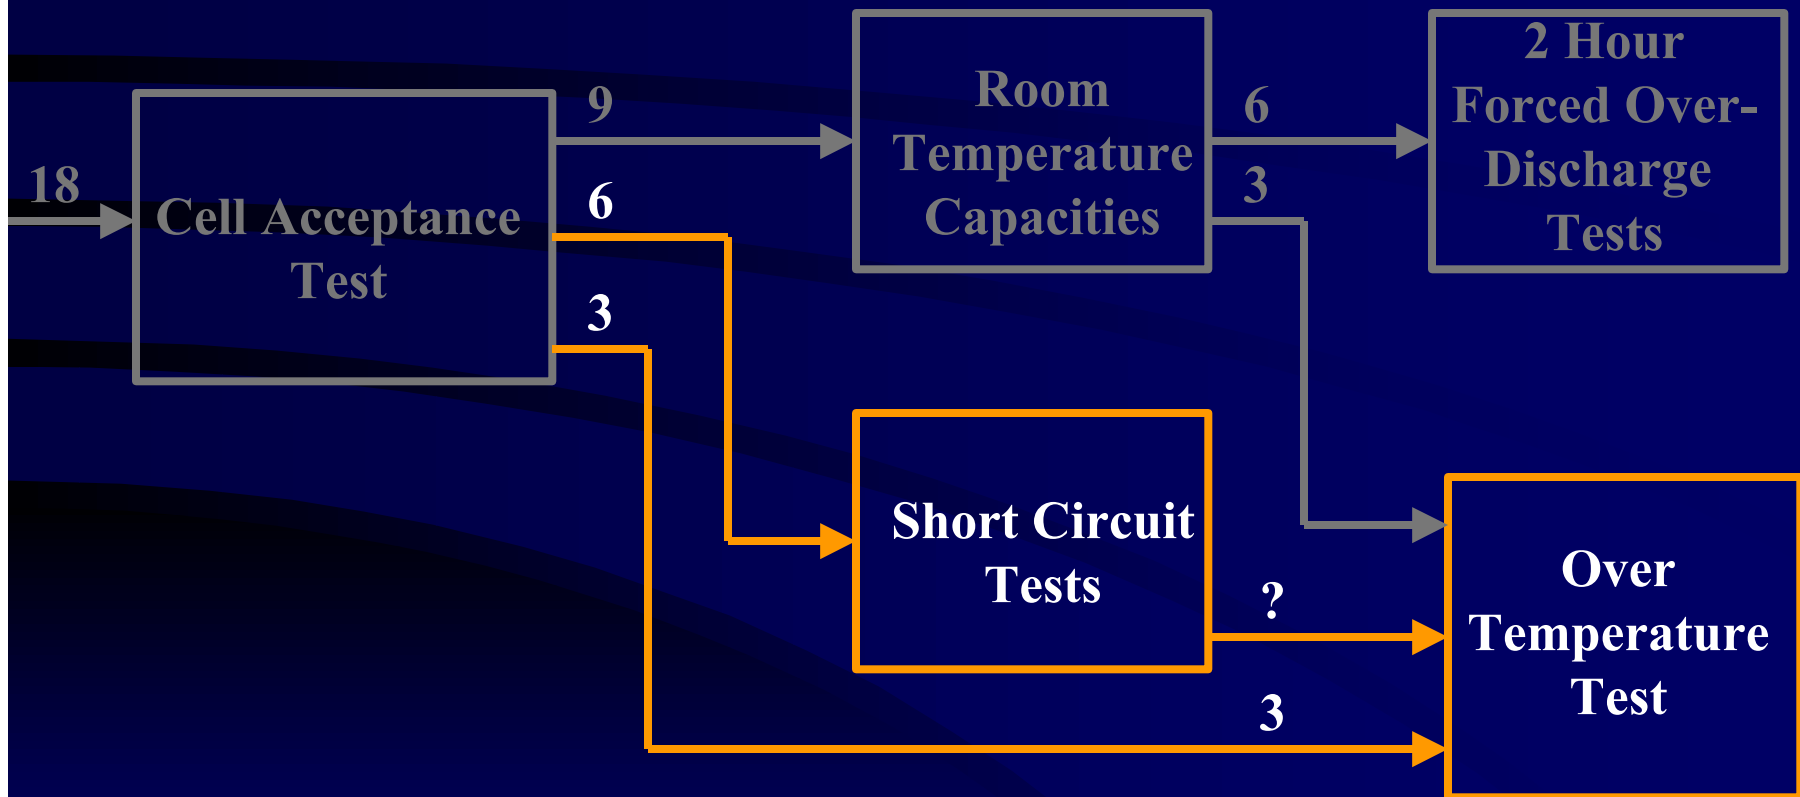 18
Cell Acceptance
Test
9
6
3
Room
Temperature
Capacities
6
3
2 Hour
Forced Over-
Discharge
Tests
Short Circuit
Tests
?
3
Over
Temperature
Test